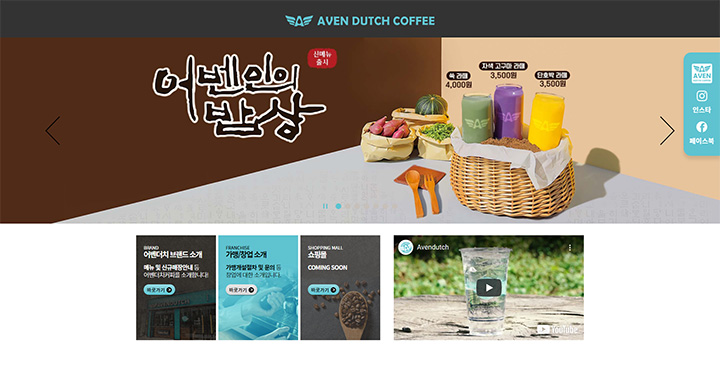 AVEN DUTCH COFFEE
어벤인의
밥상
신메뉴
출시
쑥 라떼
4,000원
자색 고구마 라떼
3,500원
단호박 라떼
3,500원
AVEN
인스타
페이스북
BRAND
어벤더치 브랜드 소개
메뉴 및 신규매장안내 등
어벤더치커피를 소개합니다!
바로가기
FRANCHISE
가맹/창업 소개
가맹개설절차 및 문의 등
창업에 대한 소개입니다.
바로가기
SHOPPING MALL
쇼핑몰
COMING SOON
바로가기
Avendutch
YouTube